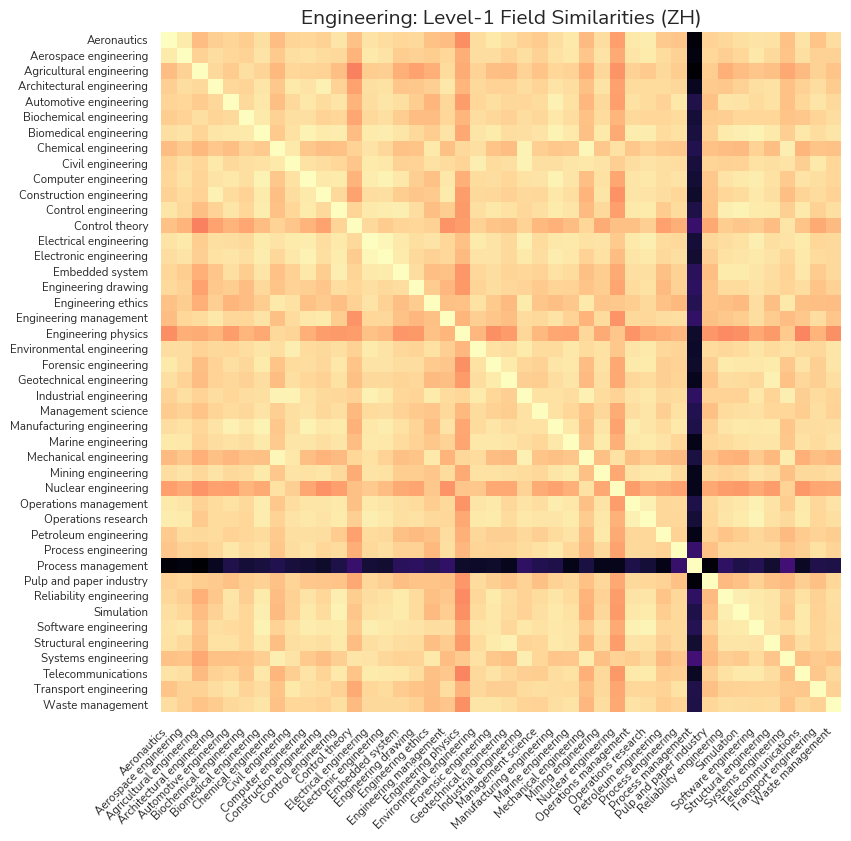 Engineering: Level-1 Field Similarities (ZH)
Aeronautics
Aerospace engineering
Agricultural engineering
Architectural engineering
Automotive engineering
Biochemical engineering
Biomedical engineering
Chemical engineering
Civil engineering
Computer engineering
Construction engineering
Control engineering
Control theory
Electrical engineering
Electronic engineering
Embedded system
Engineering drawing
Engineering ethics
Engineering management
Engineering physics
Environmental engineering
Forensic engineering
Geotechnical engineering
Industrial engineering
Management science
Manufacturing engineering
Marine engineering
Mechanical engineering
Mining engineering
Nuclear engineering
Operations management
Operations research
Petroleum engineering
Process engineering
Process management
Pulp and paper industry
Reliability engineering
Simulation
Software engineering
Structural engineering
Systems engineering
Telecommunications
Transport engineering
Waste management
Aeronautics
Aerospace engineering
Agricultural engineering
Architectural engineering
Automotive engineering
Biochemical engineering
Biomedical engineering
Chemical engineering
Civil engineering
Computer engineering
Construction engineering
Control engineering
Control theory
Electrical engineering
Electronic engineering
Embedded system
Engineering drawing
Engineering ethics
Engineering management
Engineering physics
Environmental engineering
Forensic engineering
Geotechnical engineering
Industrial engineering
Management science
Manufacturing engineering
Marine engineering
Mechanical engineering
Mining engineering
Nuclear engineering
Operations management
Operations research
Petroleum engineering
Process engineering
Process management
Pulp and paper industry
Reliability engineering
Simulation
Software engineering
Structural engineering
Systems engineering
Telecommunications
Transport engineering
Waste management